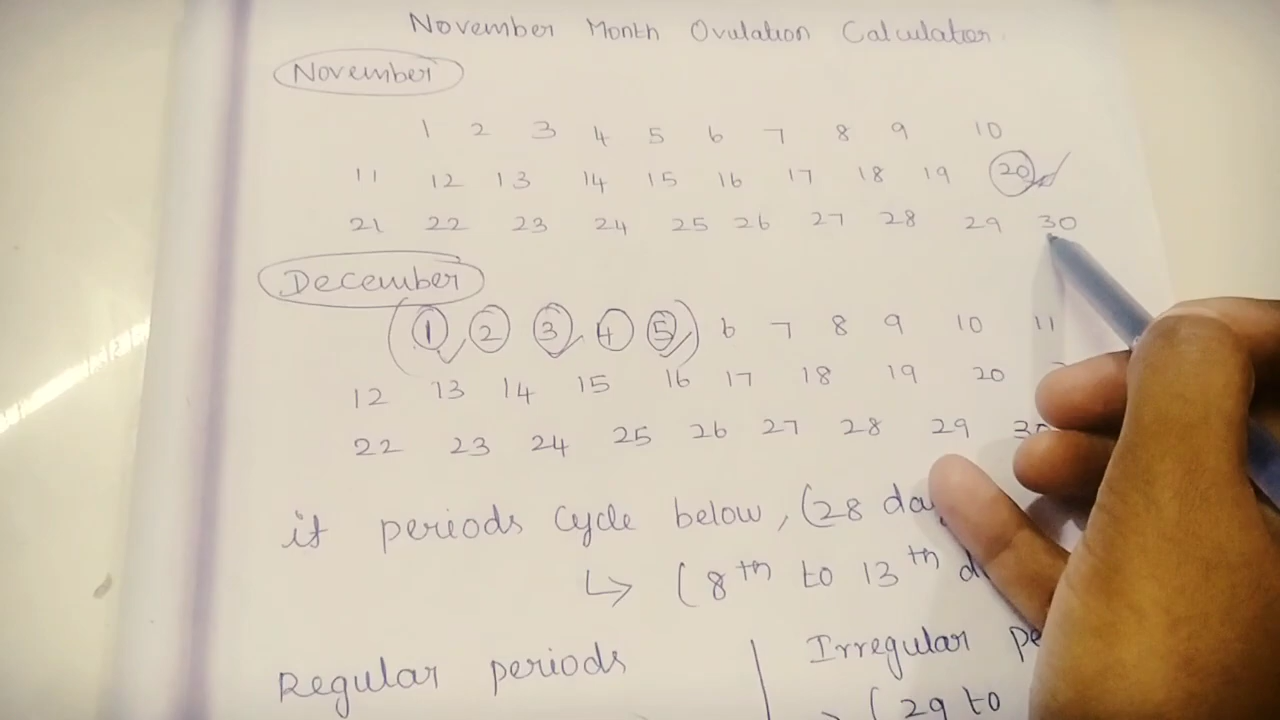 November Month Ovulation Calculation
November
1 2 3 4 5 6 7 8 9 10
11 12 13 14 15 16 17 18 19 20
21 22 23 24 25 26 27 28 29 30
December
(1 2 3 4 5) 6 7 8 9 10 11
12 13 14 15 16 17 18 19 20
22 23 24 25 26 27 28 29 30
it periods cycle below, (28
↳ (8th to 13th
Regular periods
Irregular
(29 to